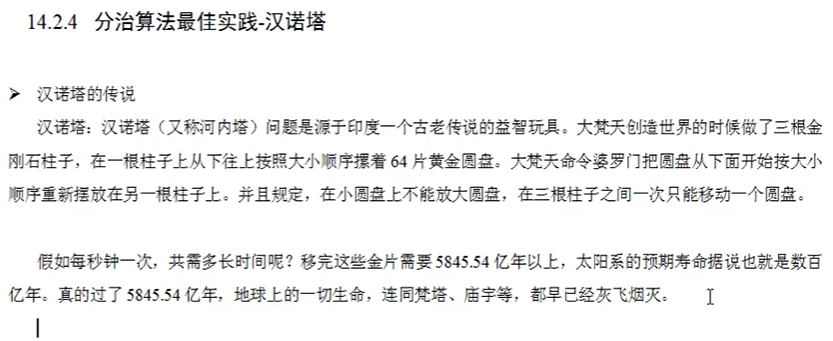 14.2.4 分治算法最佳实践-汉诺塔
➢ 汉诺塔的传说
汉诺塔：汉诺塔（又称河内塔）问题是源于印度一个古老传说的益智玩具。大梵天创造世界的时候做了三根金
刚石柱子，在一根柱子上从下往上按照大小顺序摞着 64 片黄金圆盘。大梵天命令婆罗门把圆盘从下面开始按大小
顺序重新摆放在另一根柱子上。并且规定，在小圆盘上不能放大圆盘，在三根柱子之间一次只能移动一个圆盘。
假如每秒钟一次，共需多长时间呢？移完这些金片需要 5845.54 亿年以上，太阳系的预期寿命据说也就是数百
亿年。真的过了 5845.54 亿年，地球上的一切生命，连同梵塔、庙宇等，都早已经灰飞烟灭。